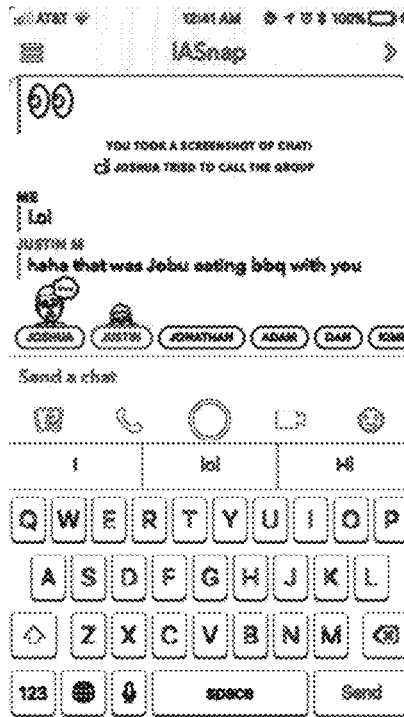 AT&T 12:41 AM 100%
IASnap
YOU TOOK A SCREENSHOT OF CHAT!
JOSHUA TRIED TO CALL THE GROUP
ME
Lol
JUSTIN M
haha that was Jobu eating bbq with you
JOSHUA JUSTIN JONATHAN ADAM DAN
Send a chat
I lol Hi
Q W E R T Y U I O P
A S D F G H J K L
Z X C V B N M
123 space Send